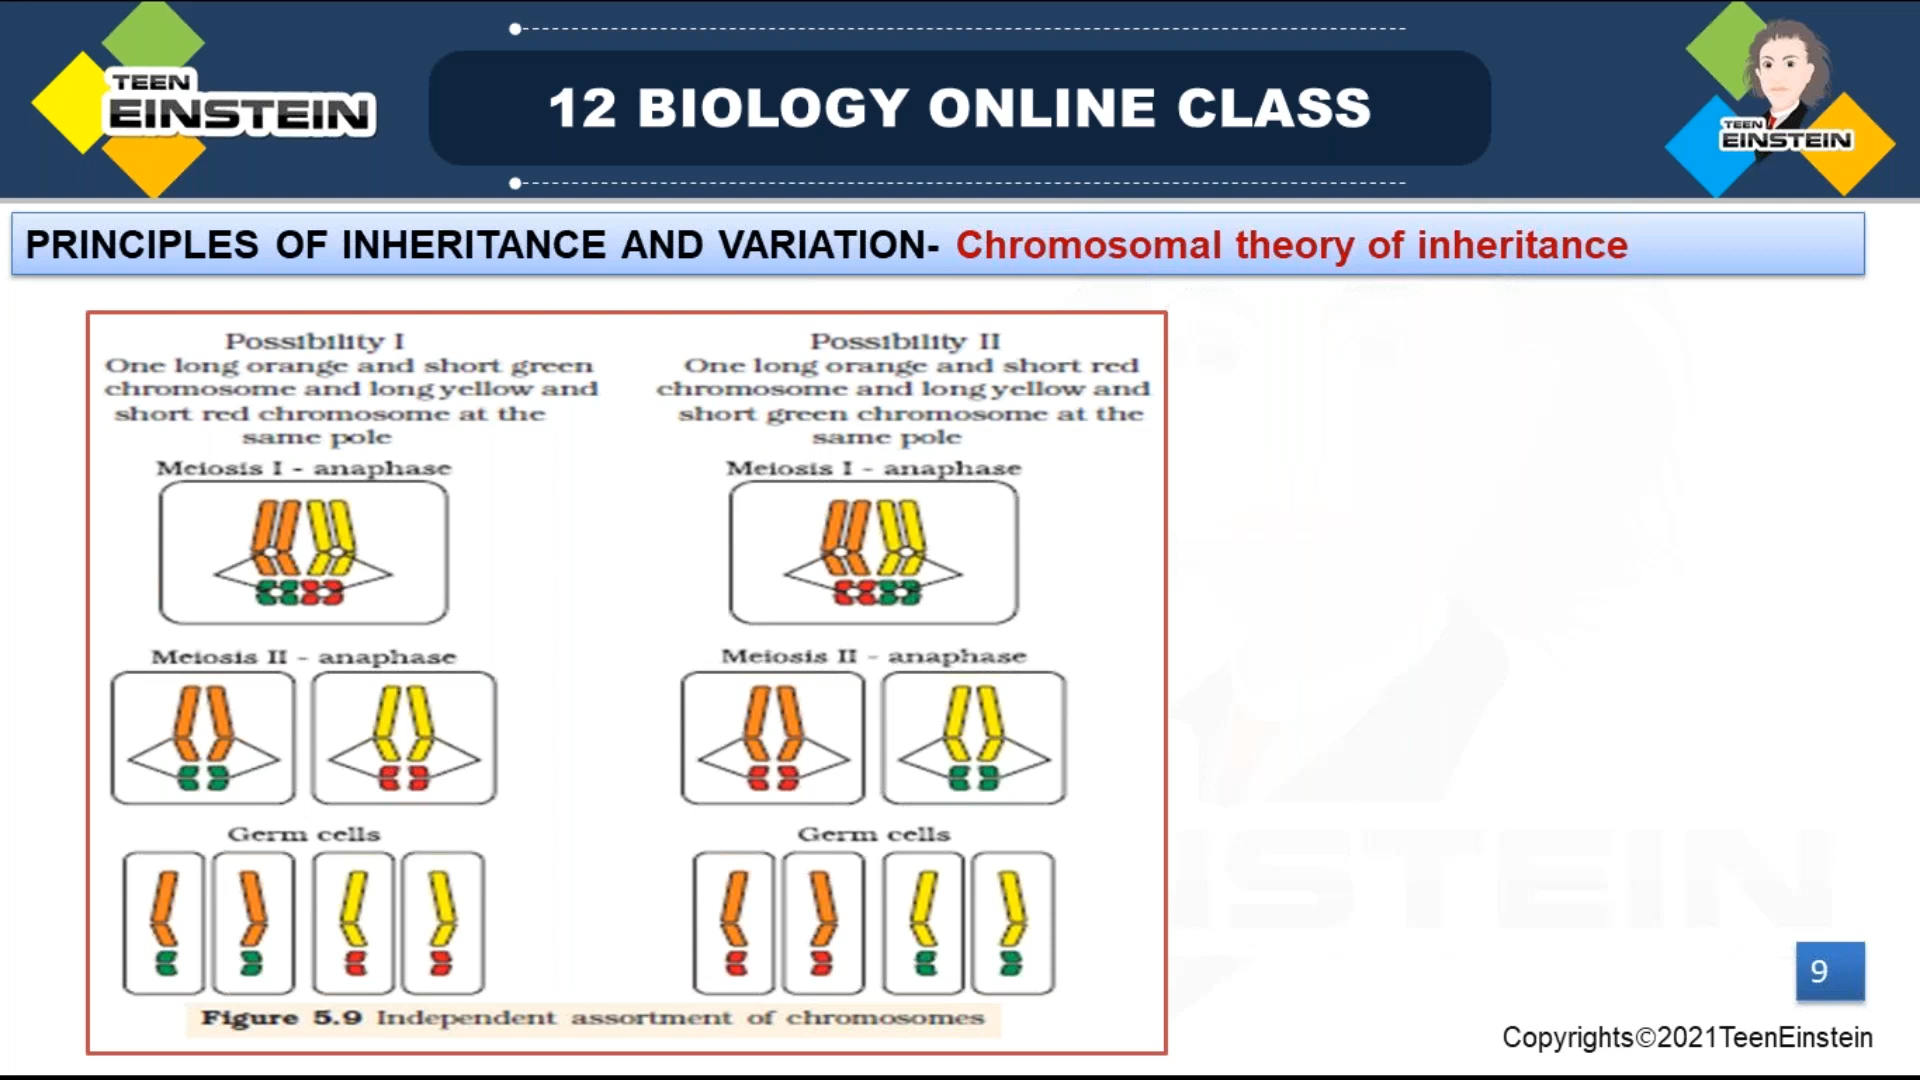 TEEN
EINSTEIN
12 BIOLOGY ONLINE CLASS
TEEN
EINSTEIN
PRINCIPLES OF INHERITANCE AND VARIATION- Chromosomal theory of inheritance
Possibility I
One long orange and short green
chromosome and long yellow and
short red chromosome at the
same pole
Meiosis I - anaphase
Meiosis II - anaphase
Germ cells
Possibility II
One long orange and short red
chromosome and long yellow and
short green chromosome at the
same pole
Meiosis I - anaphase
Meiosis II - anaphase
Germ cells
Figure 5.9 Independent assortment of chromosomes
NSTEIN
9
Copyrights©2021TeenEinstein